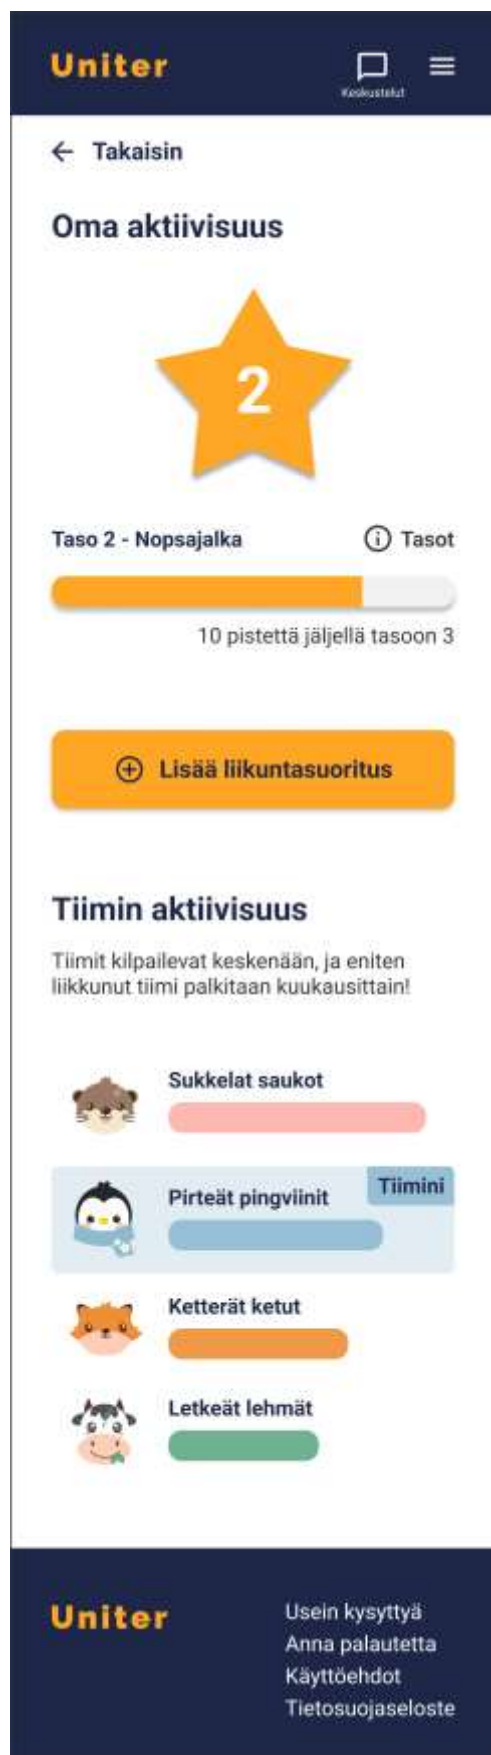 Uniter
Keskustelut
Takaisin
Oma aktiivisuus
2
Taso 2 - Nopsajalka
Tasot
10 pistettä jäljellä tasoon 3
Lisää liikuntasuoritus
Tiimin aktiivisuus
Tiimit kilpailevat keskenään, ja eniten
liikkunut tiimi palkitaan kuukausittain!
Sukkelat saukot
Tiimini
Pirteät pingviinit
Ketterät ketut
Letkeät lehmät
Uniter
Usein kysyttyä
Anna palautetta
Käyttöehdot
Tietosuojaseloste